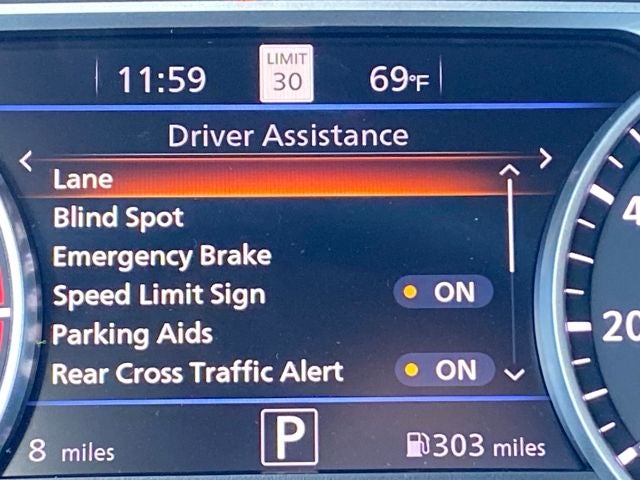 11:59 LIMIT 30 69°F
Driver Assistance
Lane
Blind Spot
Emergency Brake
Speed Limit Sign ON
Parking Aids
Rear Cross Traffic Alert ON
8 miles P 303 miles
20